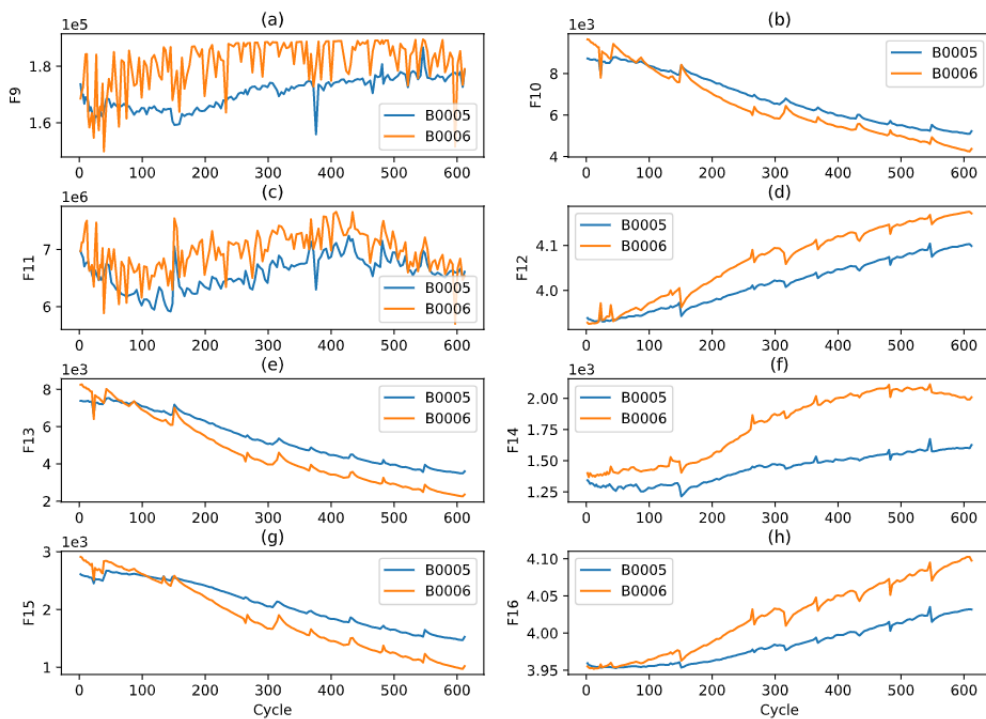 (a)
1e5
F9
1.8
1.6
B0005
B0006
0 100 200 300 400 500 600
(b)
1e3
F10
8
6
4
B0005
B0006
0 100 200 300 400 500 600
(c)
1e6
F11
7
6
B0005
B0006
0 100 200 300 400 500 600
(d)
F12
4.1
4.0
B0005
B0006
0 100 200 300 400 500 600
(e)
1e3
F13
8
6
4
2
B0005
B0006
0 100 200 300 400 500 600
(f)
1e3
F14
2.00
1.75
1.50
1.25
B0005
B0006
0 100 200 300 400 500 600
(g)
1e3
F15
3
2
1
B0005
B0006
0 100 200 300 400 500 600
Cycle
(h)
F16
4.10
4.05
4.00
3.95
B0005
B0006
0 100 200 300 400 500 600
Cycle